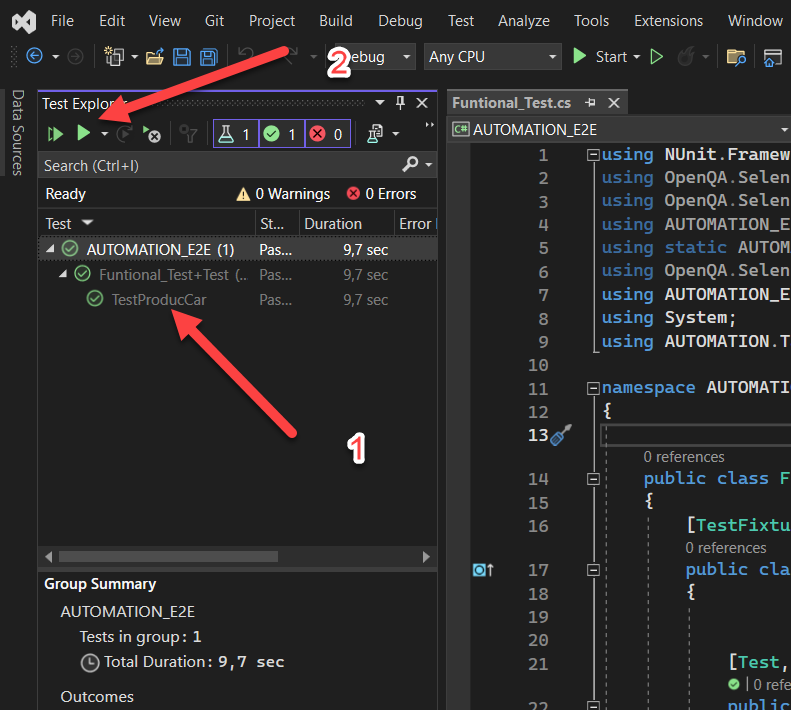 File Edit View Git Project Build Debug Test Analyze Tools Extensions Window
2 ebug Any CPU Start
Data Sources
Test Explor
1 1 0
Search (Ctrl+I)
Ready 0 Warnings 0 Errors
Test St... Duration Error
AUTOMATION_E2E (1) Pas... 9,7 sec
Funtional_Test+Test (.. Pas... 9,7 sec
TestProducCar Pas... 9,7 sec
1
Group Summary
AUTOMATION_E2E
Tests in group: 1
Total Duration: 9,7 sec
Outcomes
Funtional_Test.cs
C# AUTOMATION_E2E
1 using NUnit.Framew
2 using OpenQA.Selen
3 using OpenQA.Selen
4 using AUTOMATION_E
5 using static AUTOM
6 using OpenQA.Selen
7 using AUTOMATION_E
8 using System;
9 using AUTOMATION.T
10
11 namespace AUTOMATI
12 {
13
0 references
14 public class F
15 {
16 [TestFixtu
0 references
17 public cla
18 {
19
20
21 [Test,
0 refe
22 public